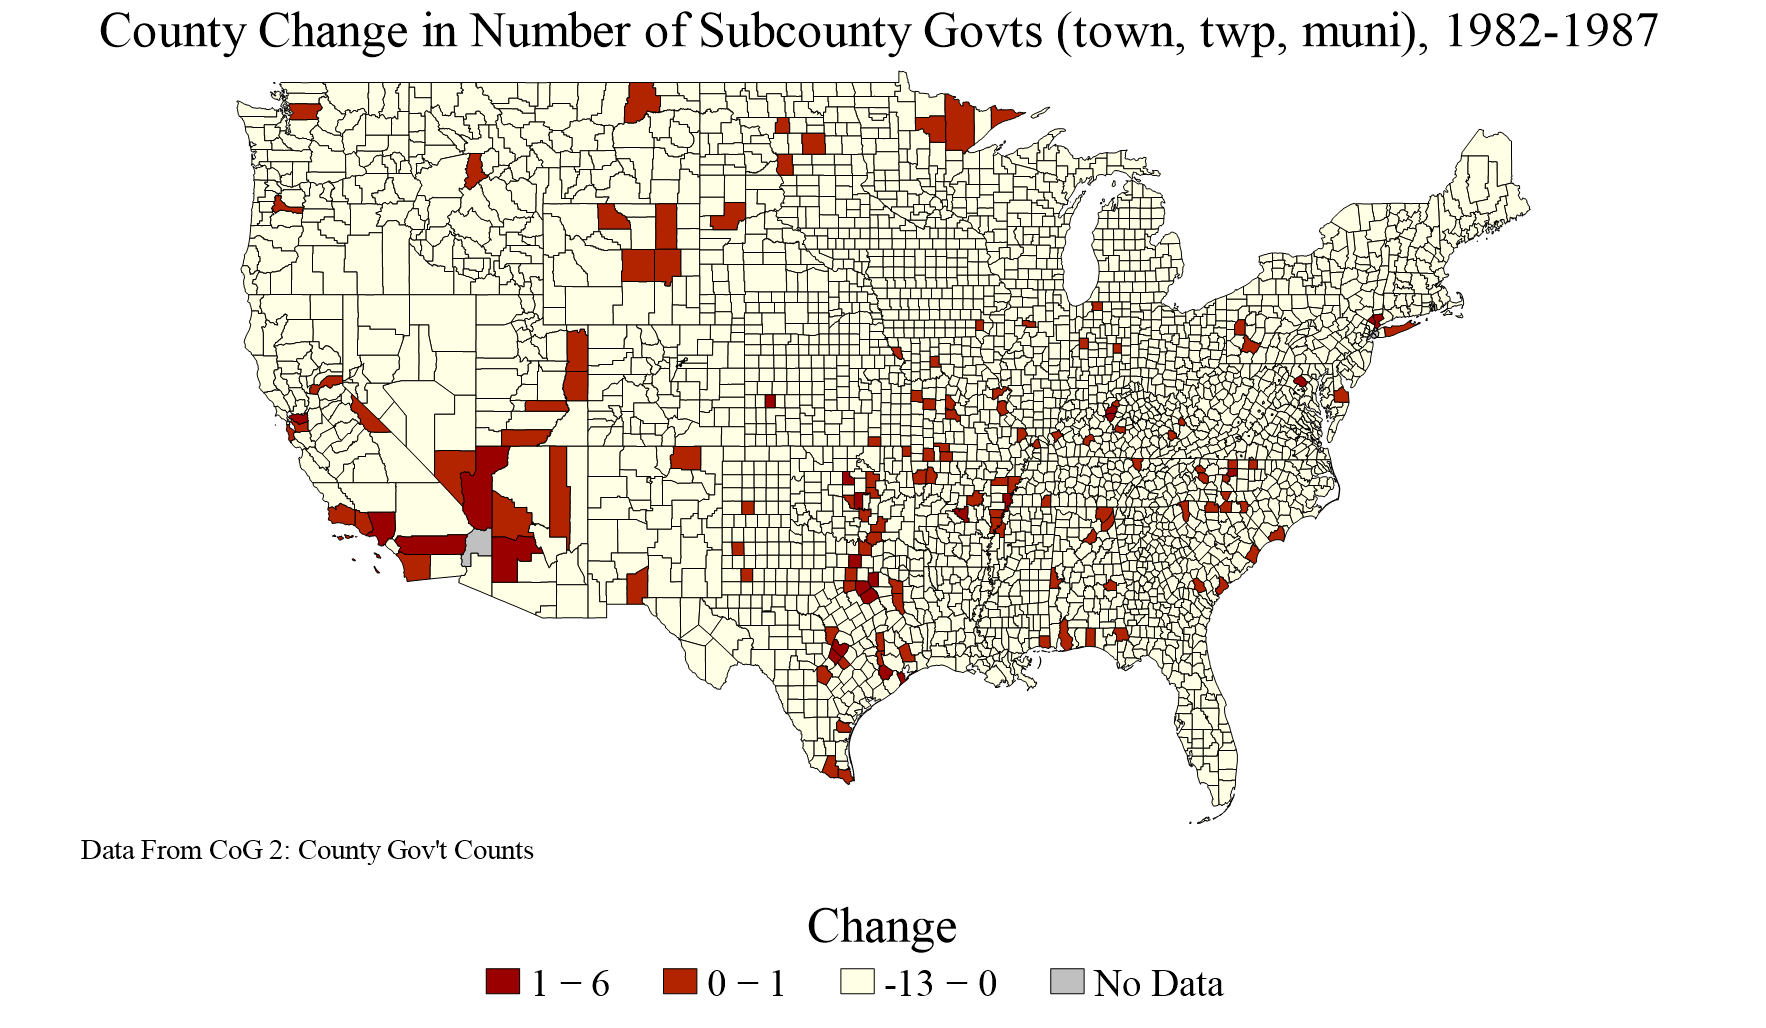 County Change in Number of Subcounty Govts (town, twp, muni), 1982-1987
Data From CoG 2: County Gov't Counts
Change
1 − 6 0 − 1 -13 − 0 No Data